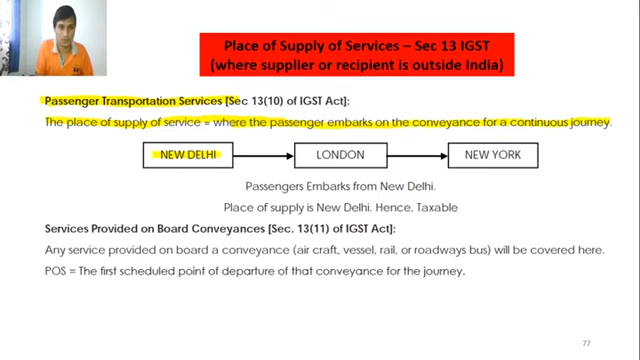 Place of Supply of Services – Sec 13 IGST
(where supplier or recipient is outside India)
Passenger Transportation Services [Sec 13(10) of IGST Act]:
The place of supply of service = where the passenger embarks on the conveyance for a continuous journey.
NEW DELHI
LONDON
NEW YORK
Passengers Embarks from New Delhi.
Place of supply is New Delhi. Hence, Taxable
Services Provided on Board Conveyances [Sec. 13(11) of IGST Act]:
Any service provided on board a conveyance (air craft, vessel, rail, or roadways bus) will be covered here.
POS = The first scheduled point of departure of that conveyance for the journey.
77